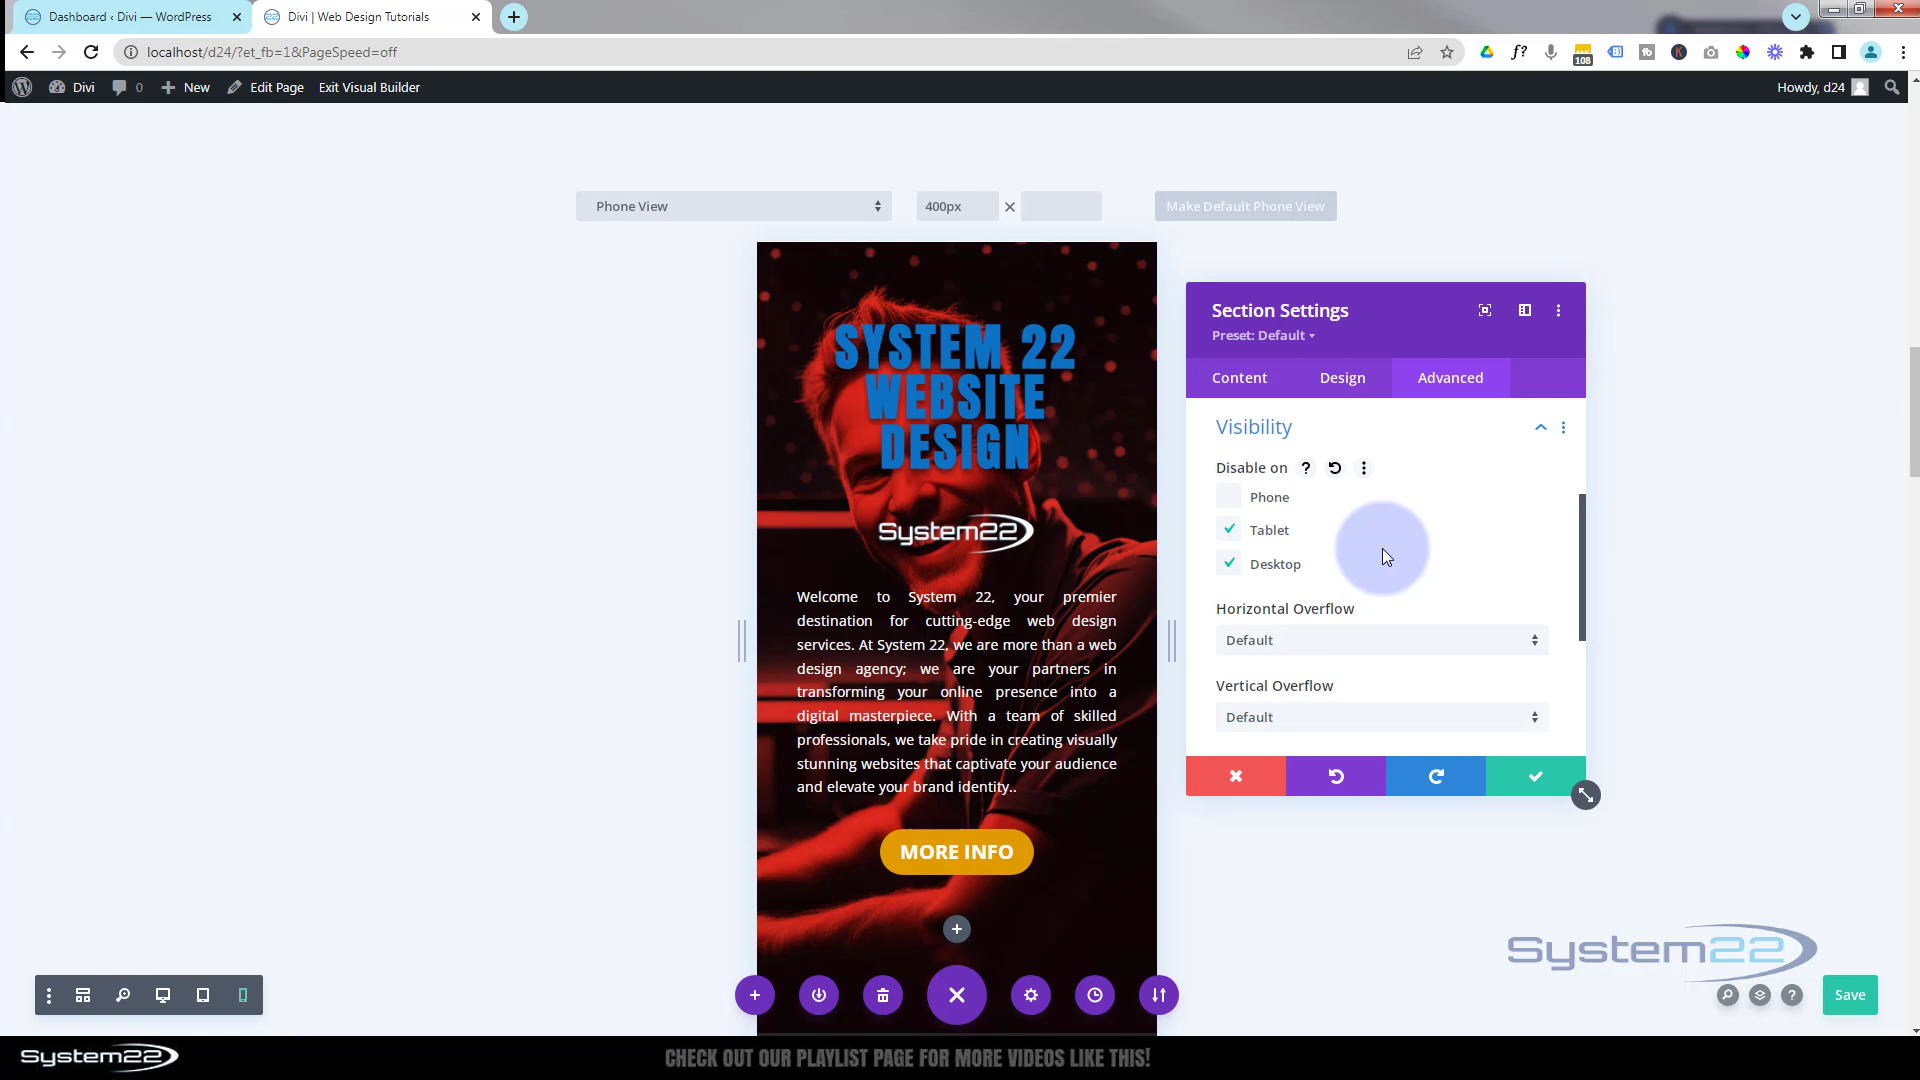 Dashboard ‹ Divi — WordPress
Divi | Web Design Tutorials
localhost/d24/?et_fb=1&PageSpeed=off
108
Divi
0
New
Edit Page
Exit Visual Builder
Howdy, d24
Phone View
400px
Make Default Phone View
SYSTEM 22
WEBSITE
DESIGN
System22
Welcome to System 22, your premier
destination for cutting-edge web design
services. At System 22, we are more than a web
design agency; we are your partners in
transforming your online presence into a
digital masterpiece. With a team of skilled
professionals, we take pride in creating visually
stunning websites that captivate your audience
and elevate your brand identity..
MORE INFO
Section Settings
Preset: Default
Content
Design
Advanced
Visibility
Disable on
Phone
Tablet
Desktop
Horizontal Overflow
Default
Vertical Overflow
Default
System22
Save
System22
CHECK OUT OUR PLAYLIST PAGE FOR MORE VIDEOS LIKE THIS!